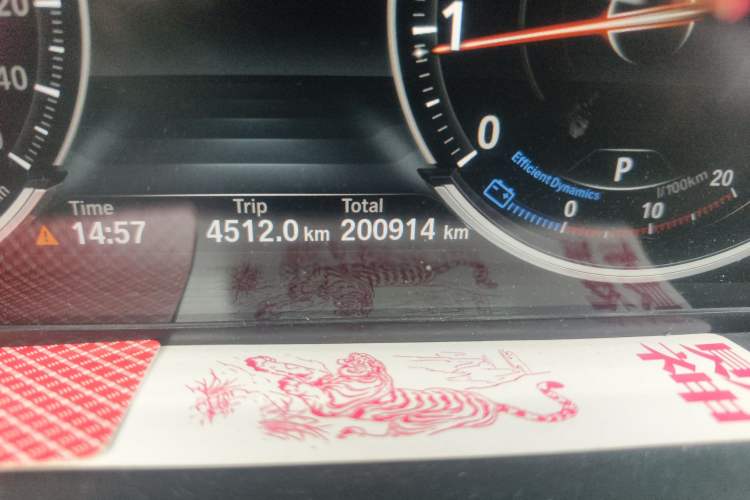 20
40
1
0
Efficient Dynamics
P
l/100km
0
10
20
Time
Trip
Total
14:57
4512.0 km
200914 km